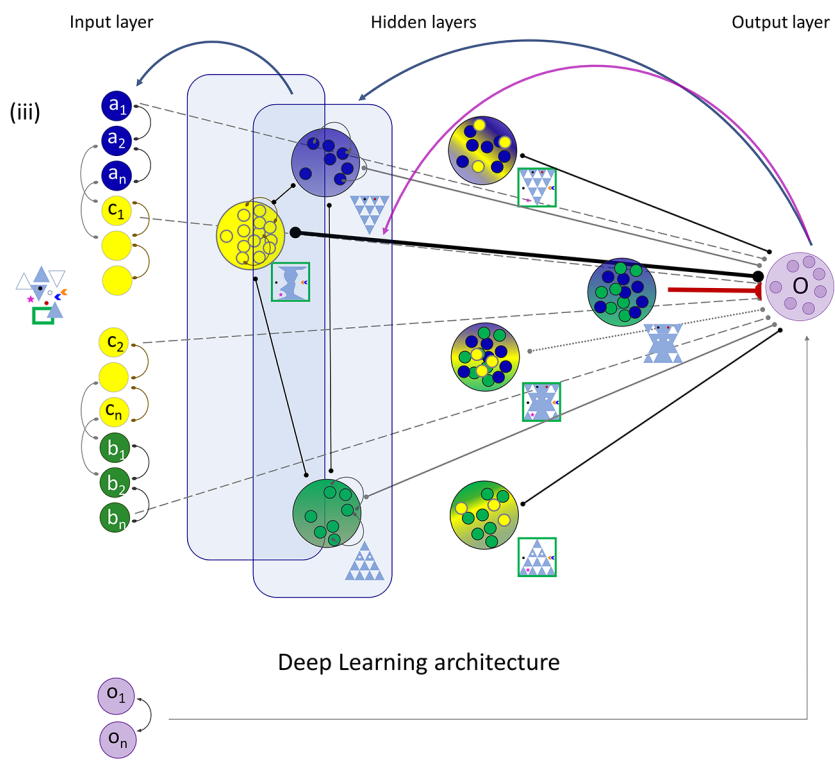 Input layer
Hidden layers
Output layer
(iii)
a₁
a₂
aₙ
c₁
c₂
cₙ
b₁
b₂
bₙ
O
Deep Learning architecture
o₁
oₙ